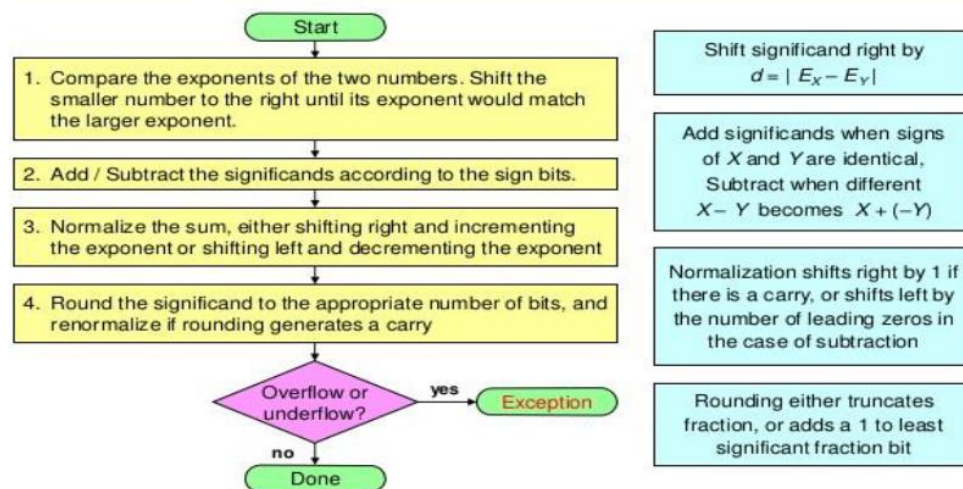 Start
1. Compare the exponents of the two numbers. Shift the
smaller number to the right until its exponent would match
the larger exponent.
2. Add / Subtract the significands according to the sign bits.
3. Normalize the sum, either shifting right and incrementing
the exponent or shifting left and decrementing the exponent
4. Round the significand to the appropriate number of bits, and
renormalize if rounding generates a carry
Overflow or
underflow?
yes
Exception
no
Done
Shift significand right by
d = | E_X – E_Y |
Add significands when signs
of X and Y are identical,
Subtract when different
X – Y becomes X + (–Y)
Normalization shifts right by 1 if
there is a carry, or shifts left by
the number of leading zeros in
the case of subtraction
Rounding either truncates
fraction, or adds a 1 to least
significant fraction bit